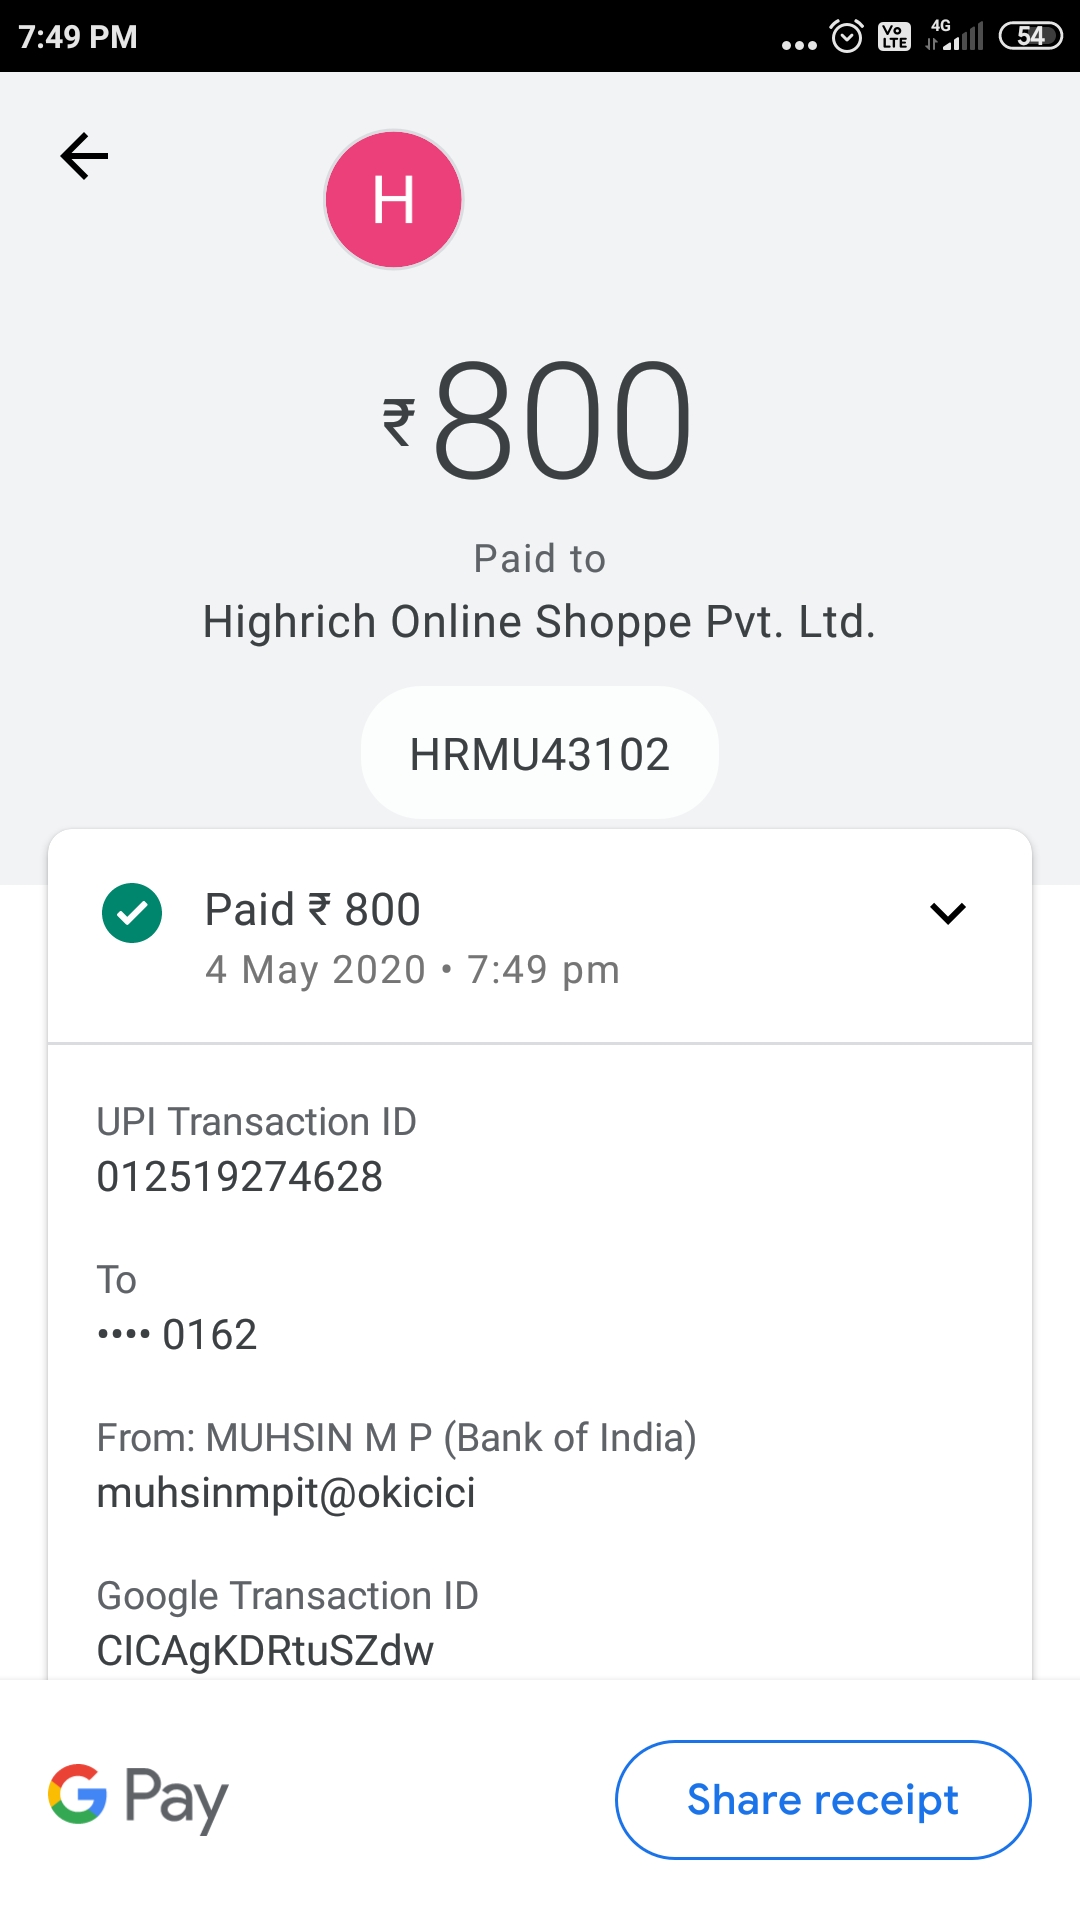 7:49 PM
Vo LTE 4G 54
H
₹800
Paid to
Highrich Online Shoppe Pvt. Ltd.
HRMU43102
Paid ₹ 800
4 May 2020 • 7:49 pm
UPI Transaction ID
012519274628
To
•••• 0162
From: MUHSIN M P (Bank of India)
muhsinmpit@okicici
Google Transaction ID
CICAgKDRtuSZdw
G Pay
Share receipt